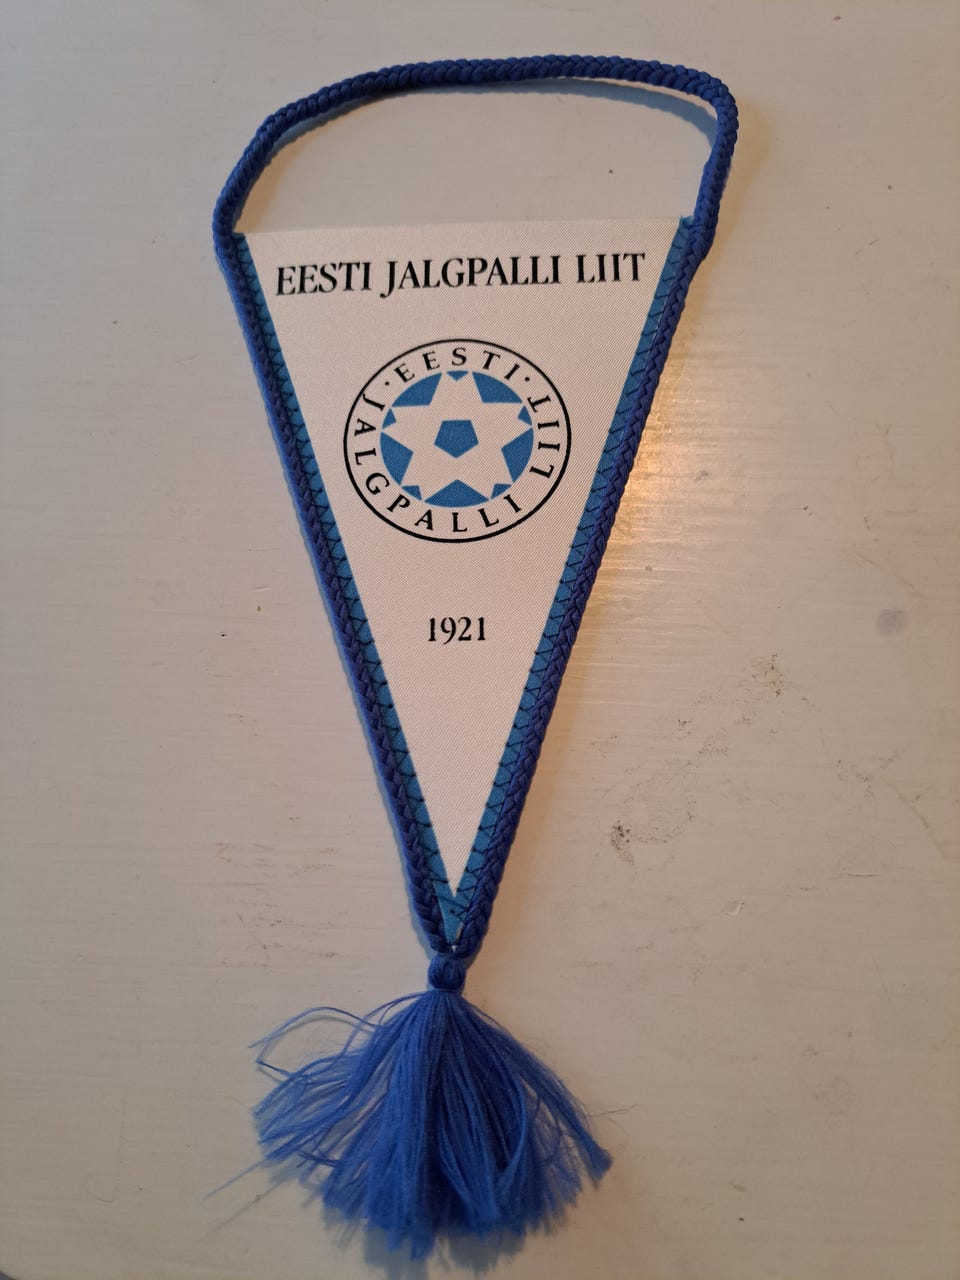 EESTI JALGPALLI LIIT
· EESTI · JALGPALLI LIIT
1921